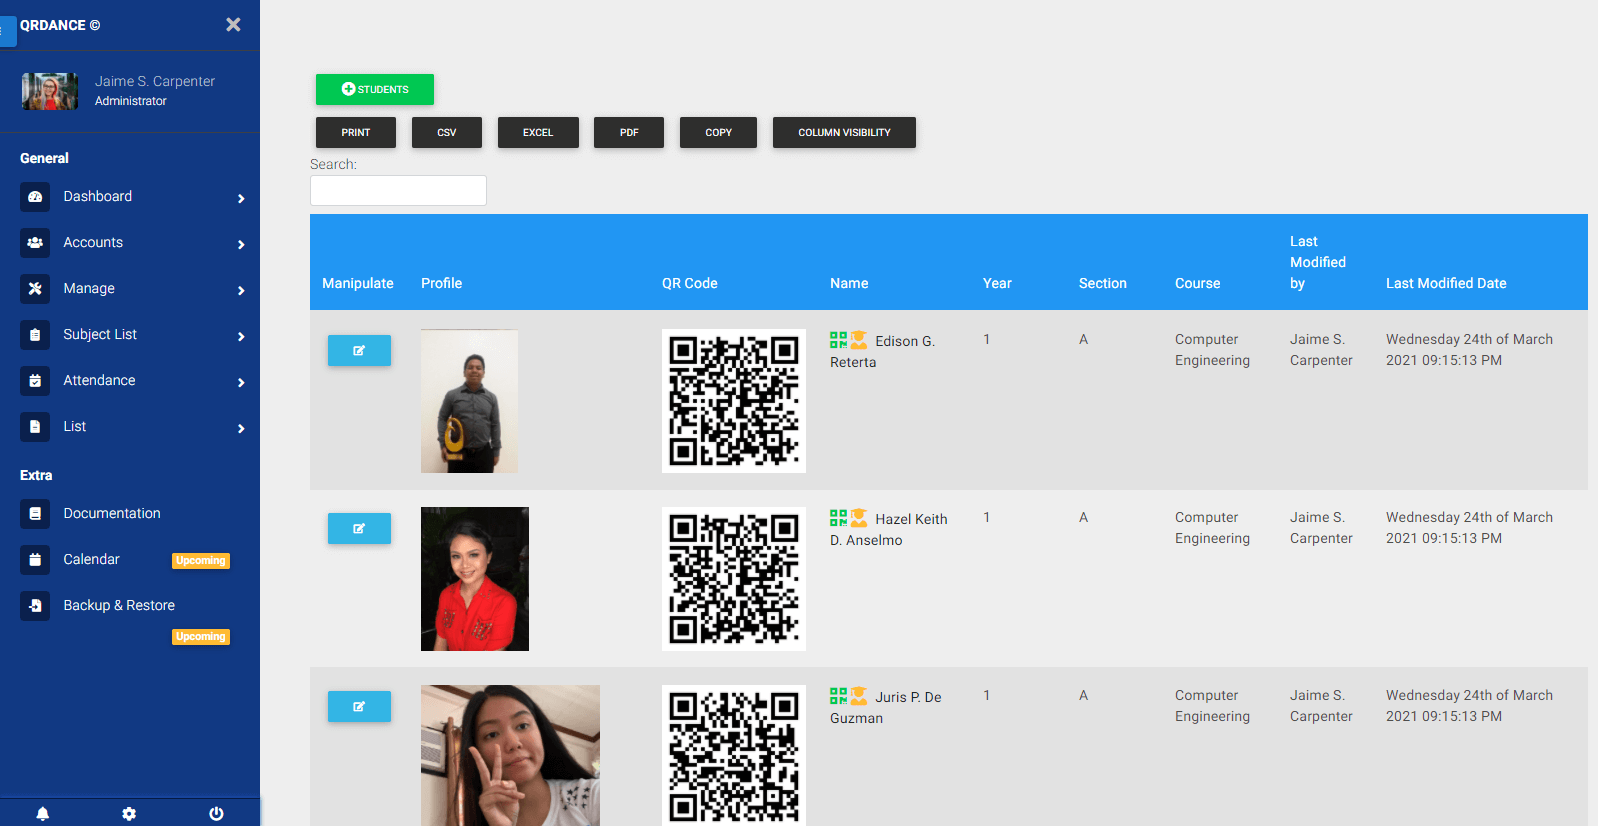 QRDANCE ©
Jaime S. Carpenter
Administrator
General
Dashboard
Accounts
Manage
Subject List
Attendance
List
Extra
Documentation
Calendar
Upcoming
Backup & Restore
Upcoming
STUDENTS
PRINT
CSV
EXCEL
PDF
COPY
COLUMN VISIBILITY
Search:
Manipulate
Profile
QR Code
Name
Year
Section
Course
Last
Modified
by
Last Modified Date
Edison G.
Reterta
1
A
Computer
Engineering
Jaime S.
Carpenter
Wednesday 24th of March
2021 09:15:13 PM
Hazel Keith
D. Anselmo
1
A
Computer
Engineering
Jaime S.
Carpenter
Wednesday 24th of March
2021 09:15:13 PM
Juris P. De
Guzman
1
A
Computer
Engineering
Jaime S.
Carpenter
Wednesday 24th of March
2021 09:15:13 PM